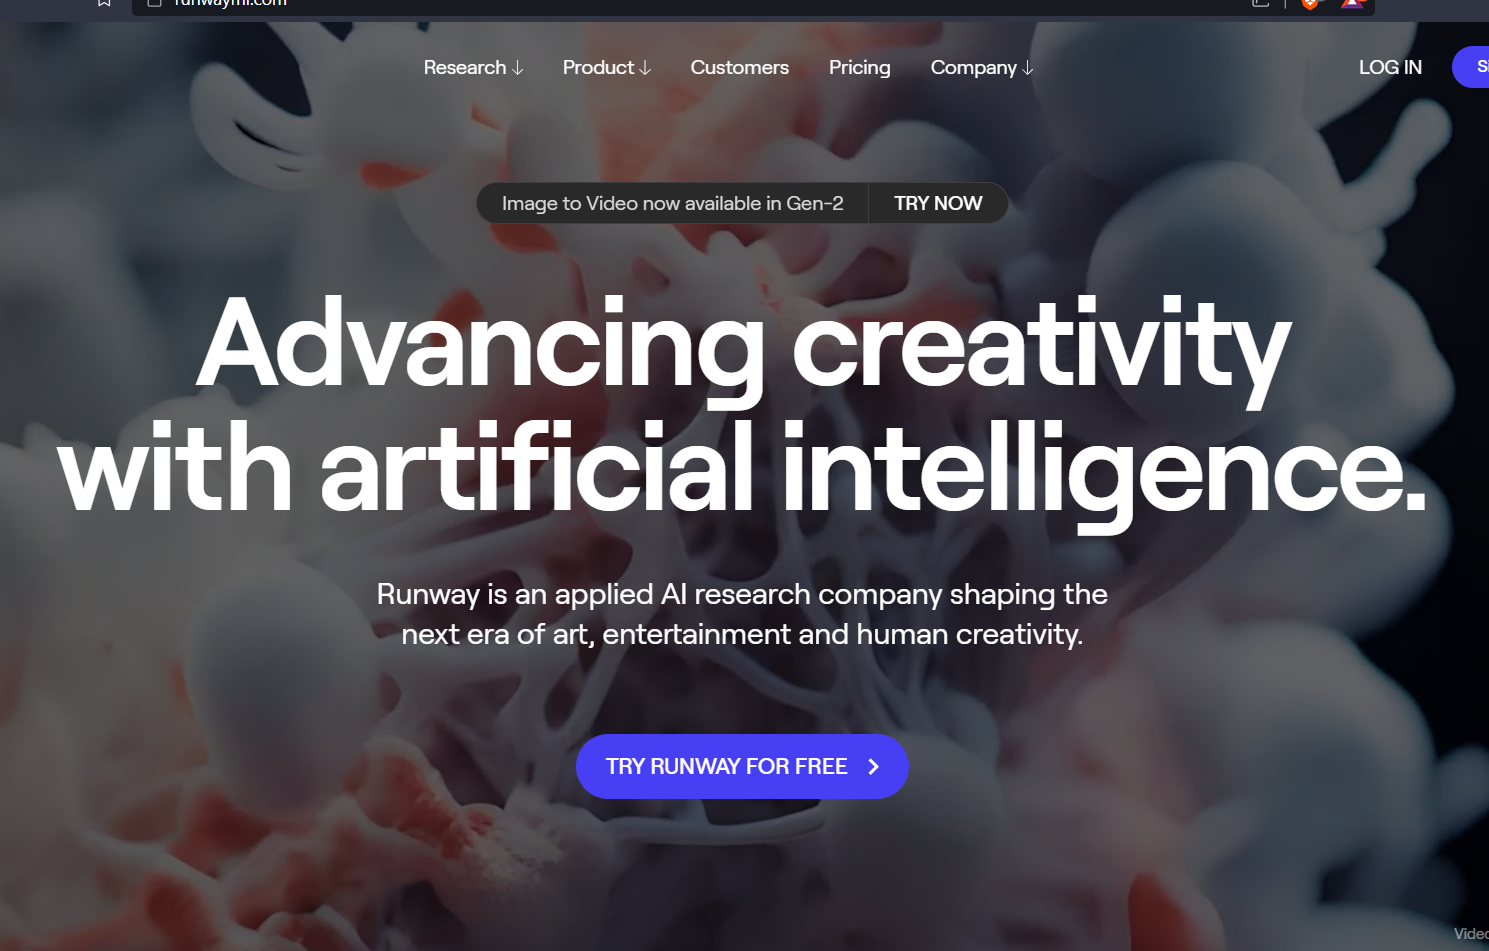 runwayml.com
Research ↓ Product ↓ Customers Pricing Company ↓ LOG IN
Image to Video now available in Gen-2 TRY NOW
Advancing creativity
with artificial intelligence.
Runway is an applied AI research company shaping the
next era of art, entertainment and human creativity.
TRY RUNWAY FOR FREE